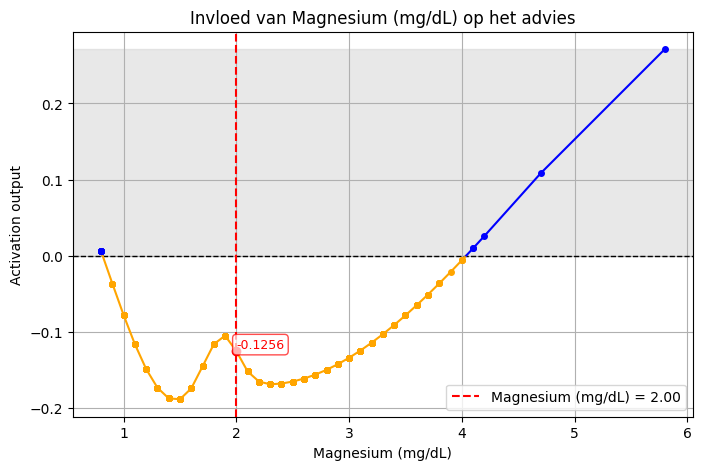 Invloed van Magnesium (mg/dL) op het advies
Activation output
0.2
0.1
0.0
−0.1
−0.2
-0.1256
Magnesium (mg/dL) = 2.00
1 2 3 4 5 6
Magnesium (mg/dL)